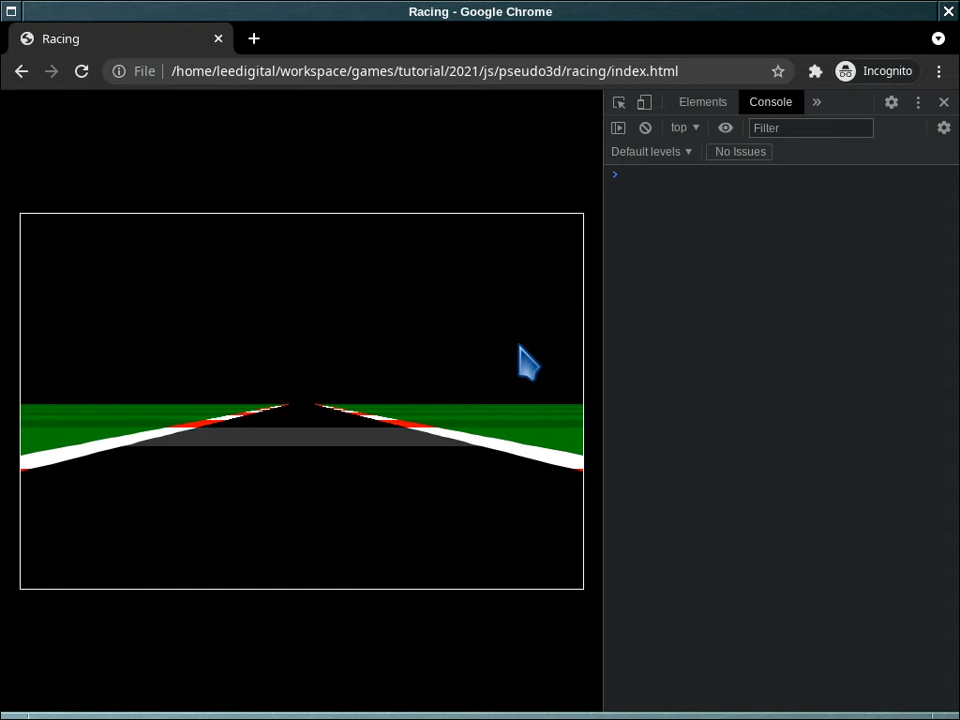 Racing - Google Chrome
Racing
File /home/leedigital/workspace/games/tutorial/2021/js/pseudo3d/racing/index.html Incognito
Elements Console
top Filter
Default levels No Issues